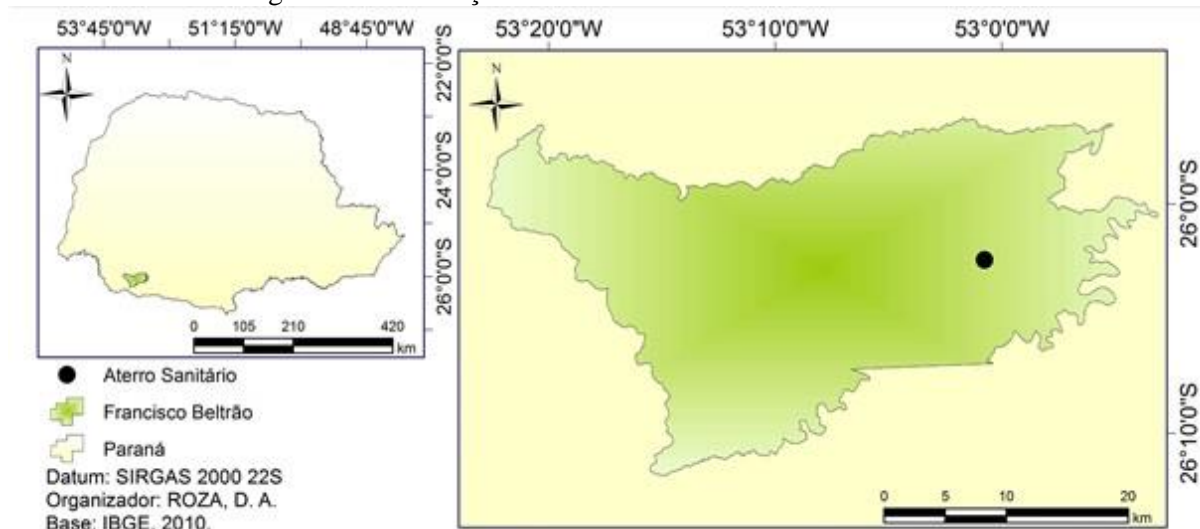 53°45'0"W 51°15'0"W 48°45'0"W
N
22°0'0"S
24°0'0"S
26°0'0"S
0 105 210 420
km
Aterro Sanitário
Francisco Beltrão
Paraná
Datum: SIRGAS 2000 22S
Organizador: ROZA, D. A.
Base: IBGE, 2010.
53°20'0"W 53°10'0"W 53°0'0"W
N
26°0'0"S
26°10'0"S
0 5 10 20
km